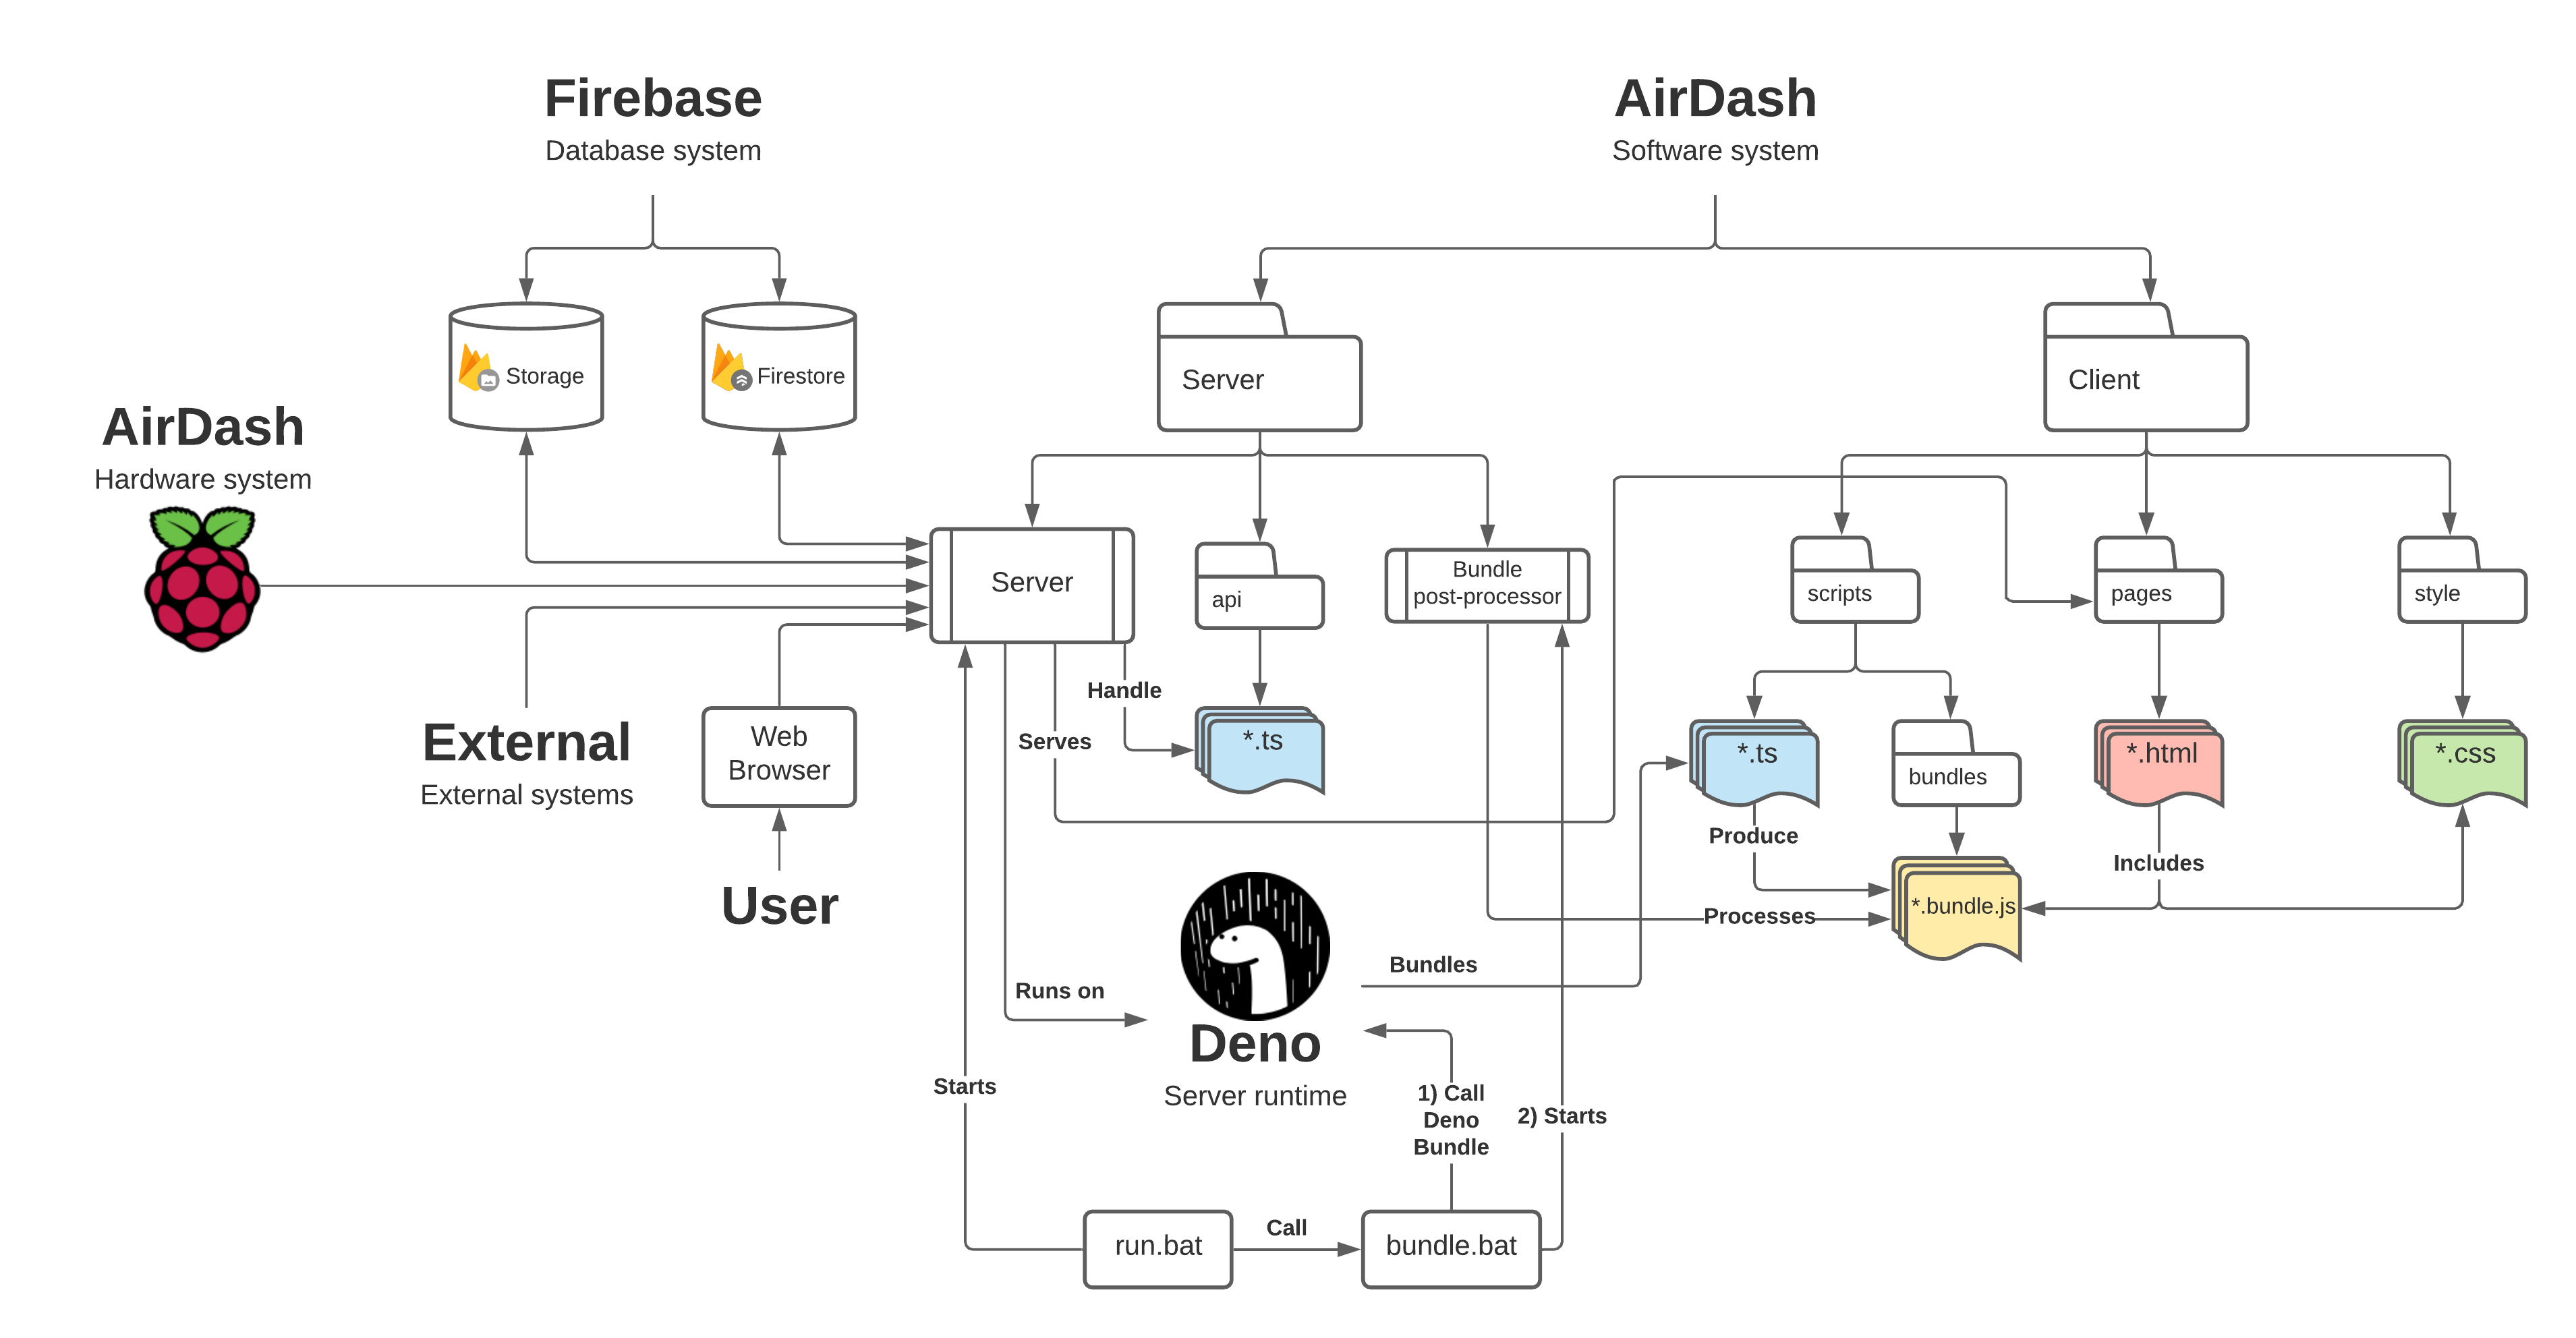 Firebase
Database system
AirDash
Software system
Storage
Firestore
Server
Client
AirDash
Hardware system
Server
api
Bundle
post-processor
scripts
pages
style
Handle
Serves
*.ts
*.ts
bundles
*.html
*.css
External
External systems
Web
Browser
User
Produce
Includes
*.bundle.js
Processes
Bundles
Runs on
Deno
Server runtime
Starts
1) Call
Deno
Bundle
2) Starts
run.bat
Call
bundle.bat